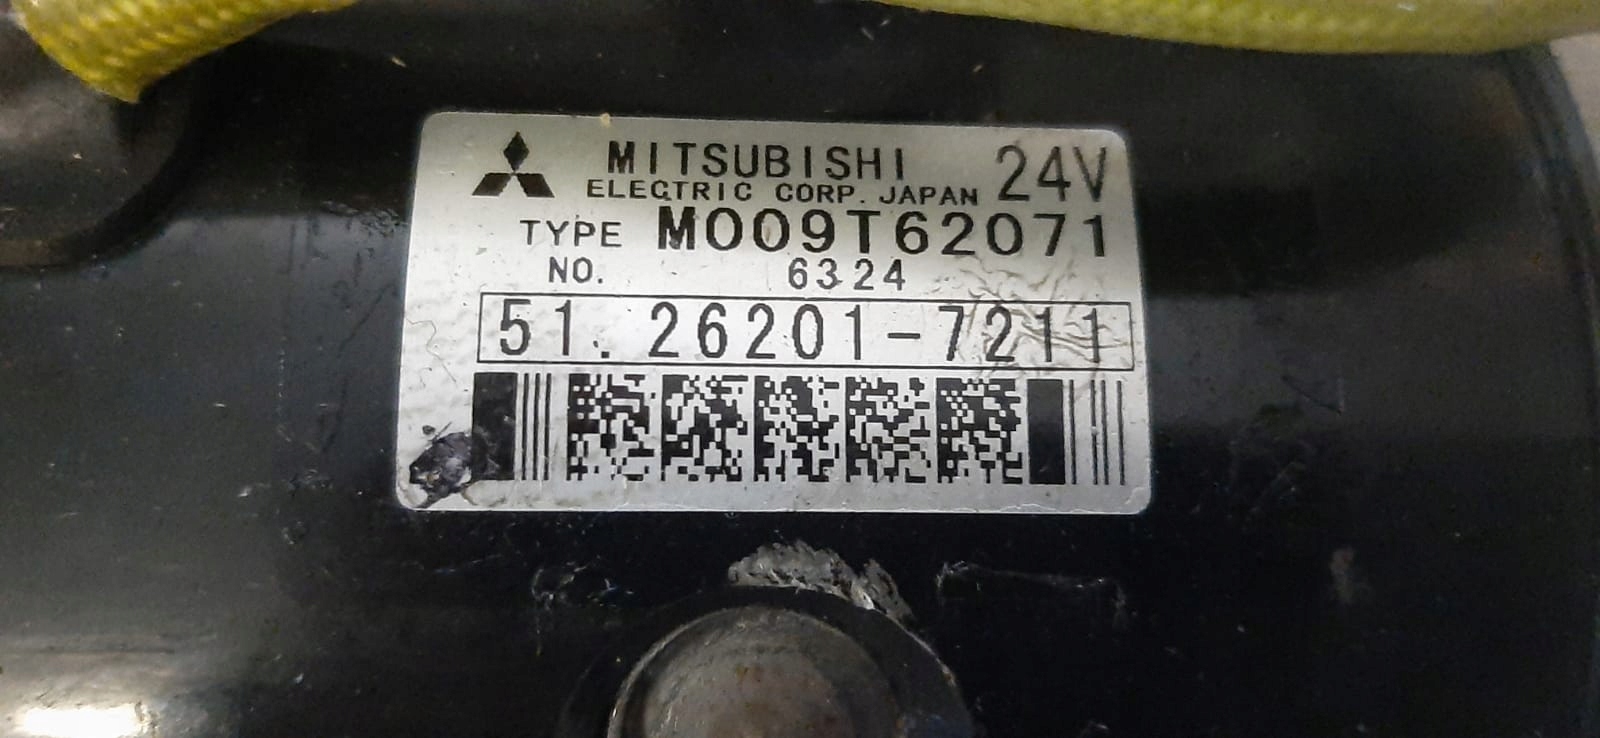 MITSUBISHI 24V
ELECTRIC CORP. JAPAN
TYPE M009T62071
NO. 6324
51.26201-7211